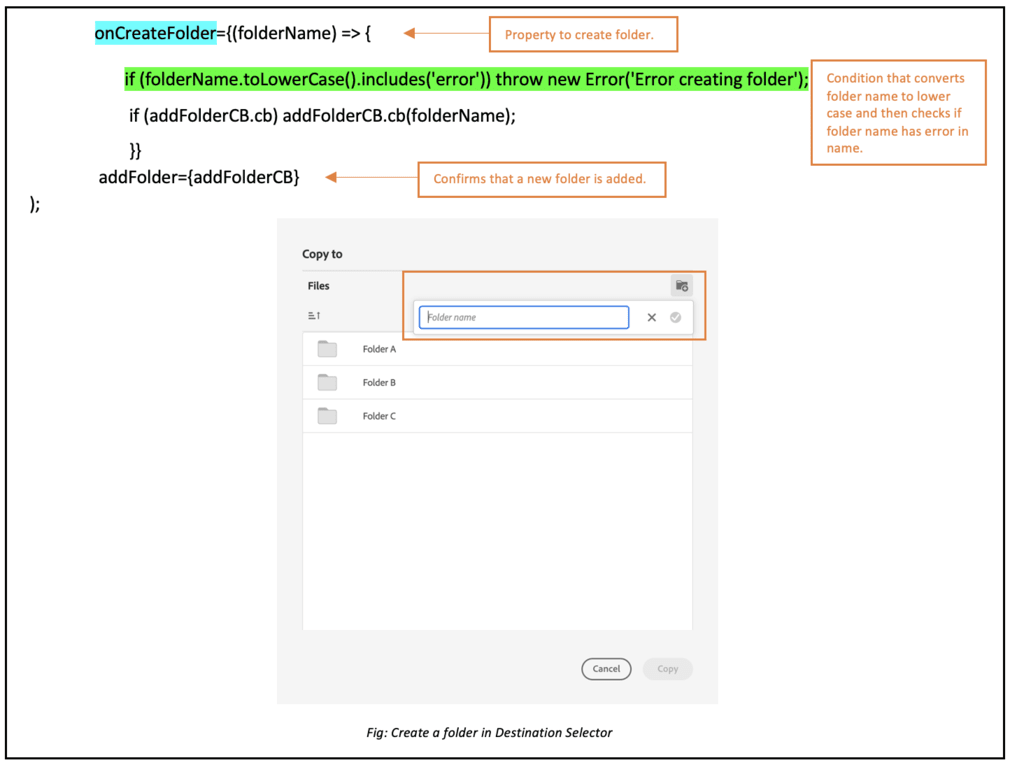 onCreateFolder={(folderName) => {
Property to create folder.
if (folderName.toLowerCase().includes('error')) throw new Error('Error creating folder');
Condition that converts
folder name to lower
case and then checks if
folder name has error in
name.
if (addFolderCB.cb) addFolderCB.cb(folderName);
}}
addFolder={addFolderCB}
Confirms that a new folder is added.
);
Copy to
Files
Folder name
Folder A
Folder B
Folder C
Cancel
Copy
Fig: Create a folder in Destination Selector